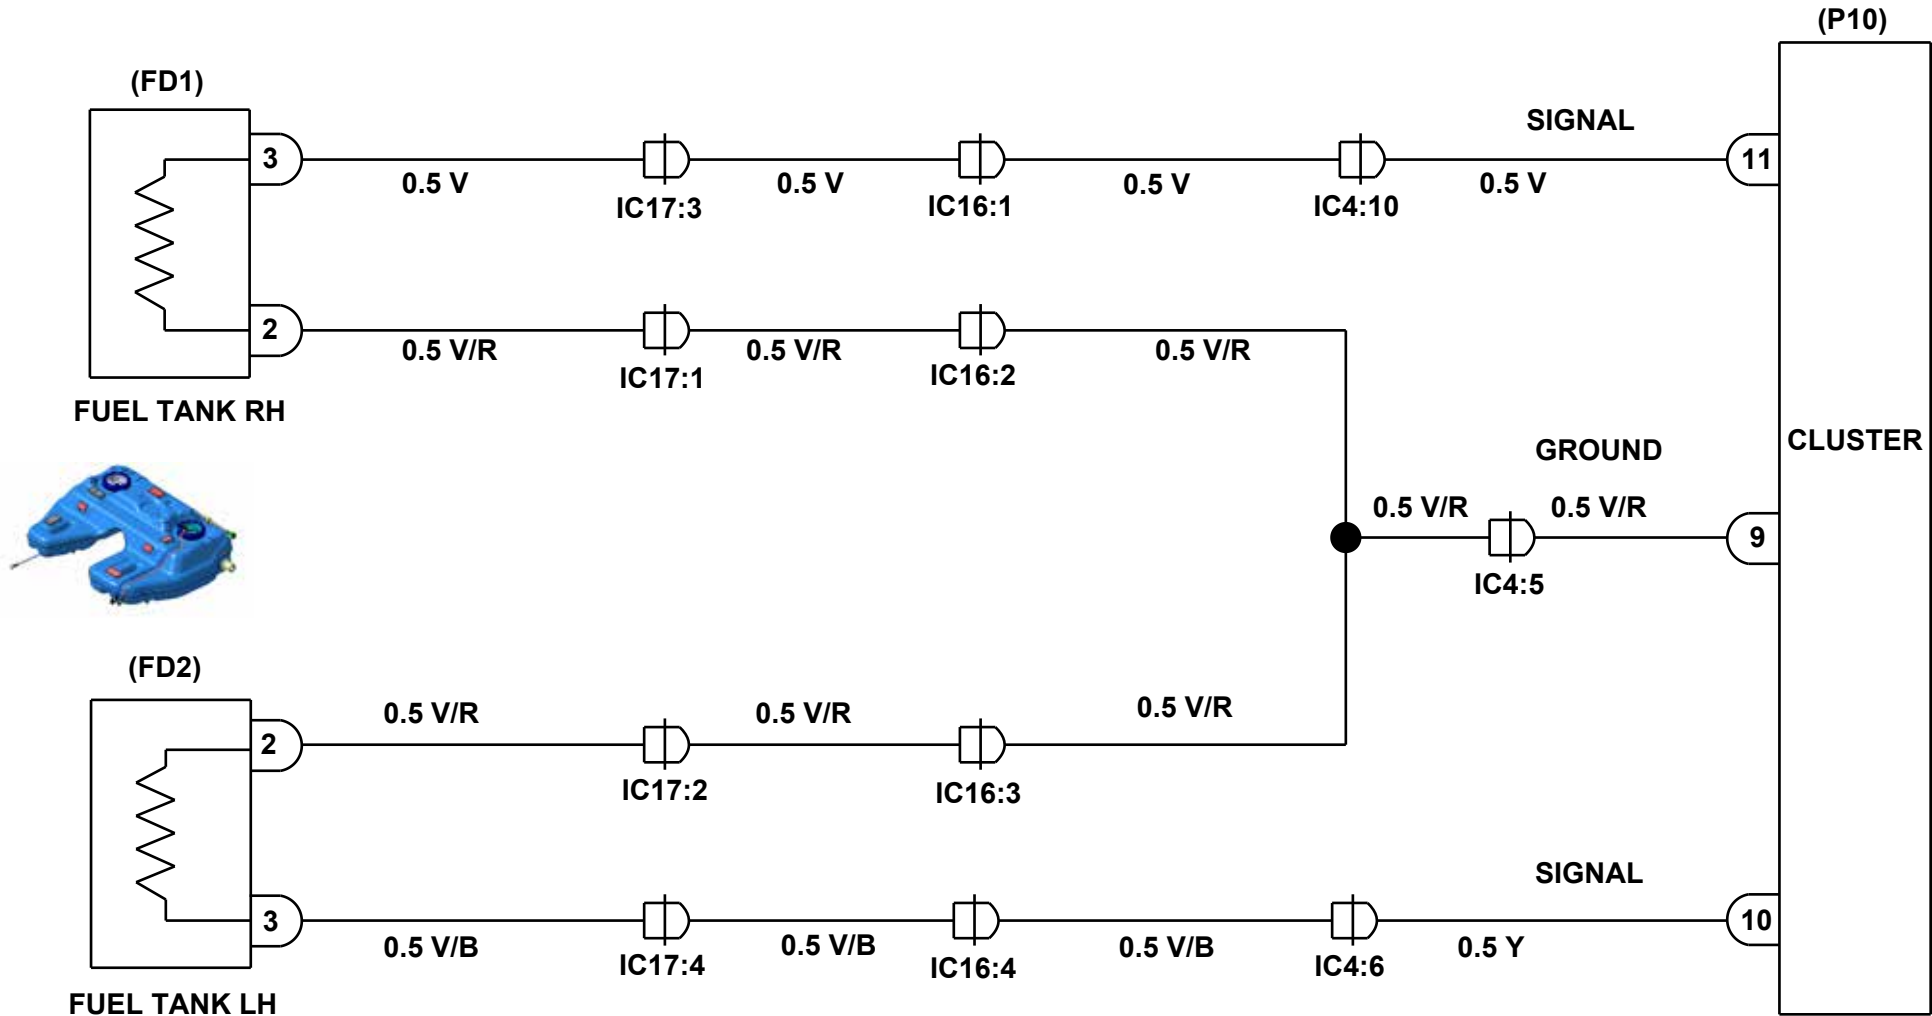 (P10)
(FD1)
SIGNAL
3
11
0.5 V
0.5 V
0.5 V
0.5 V
IC17:3
IC16:1
IC4:10
2
0.5 V/R
0.5 V/R
0.5 V/R
IC17:1
IC16:2
FUEL TANK RH
GROUND
CLUSTER
0.5 V/R
0.5 V/R
9
IC4:5
(FD2)
0.5 V/R
0.5 V/R
0.5 V/R
2
IC17:2
IC16:3
SIGNAL
3
10
0.5 V/B
0.5 V/B
0.5 V/B
0.5 Y
IC17:4
IC16:4
IC4:6
FUEL TANK LH